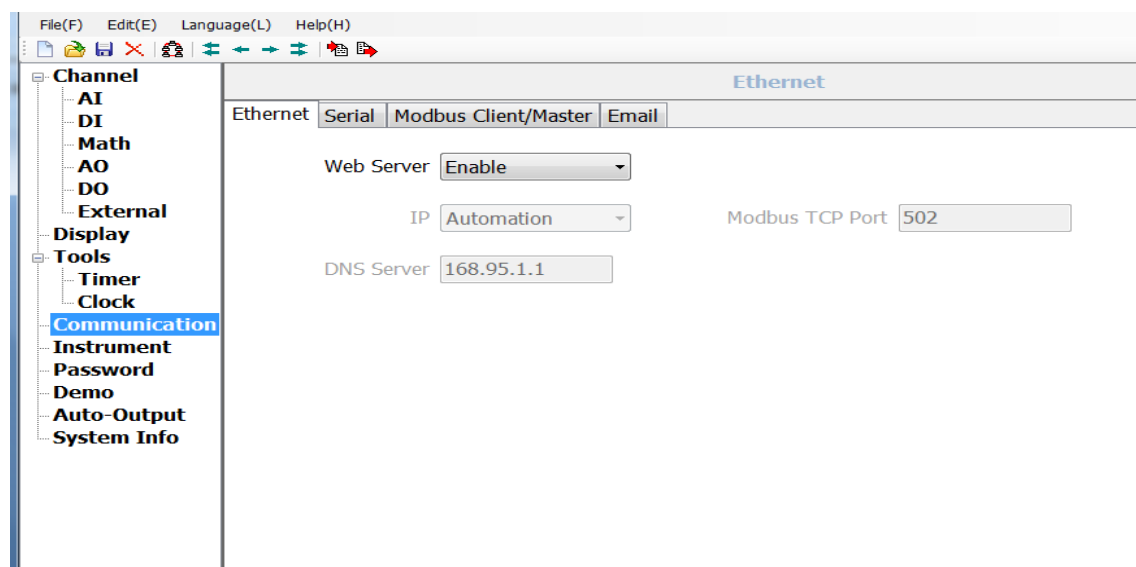 File(F) Edit(E) Language(L) Help(H)
Channel
AI
DI
Math
AO
DO
External
Display
Tools
Timer
Clock
Communication
Instrument
Password
Demo
Auto-Output
System Info
Ethernet
Ethernet Serial Modbus Client/Master Email
Web Server Enable
IP Automation Modbus TCP Port 502
DNS Server 168.95.1.1